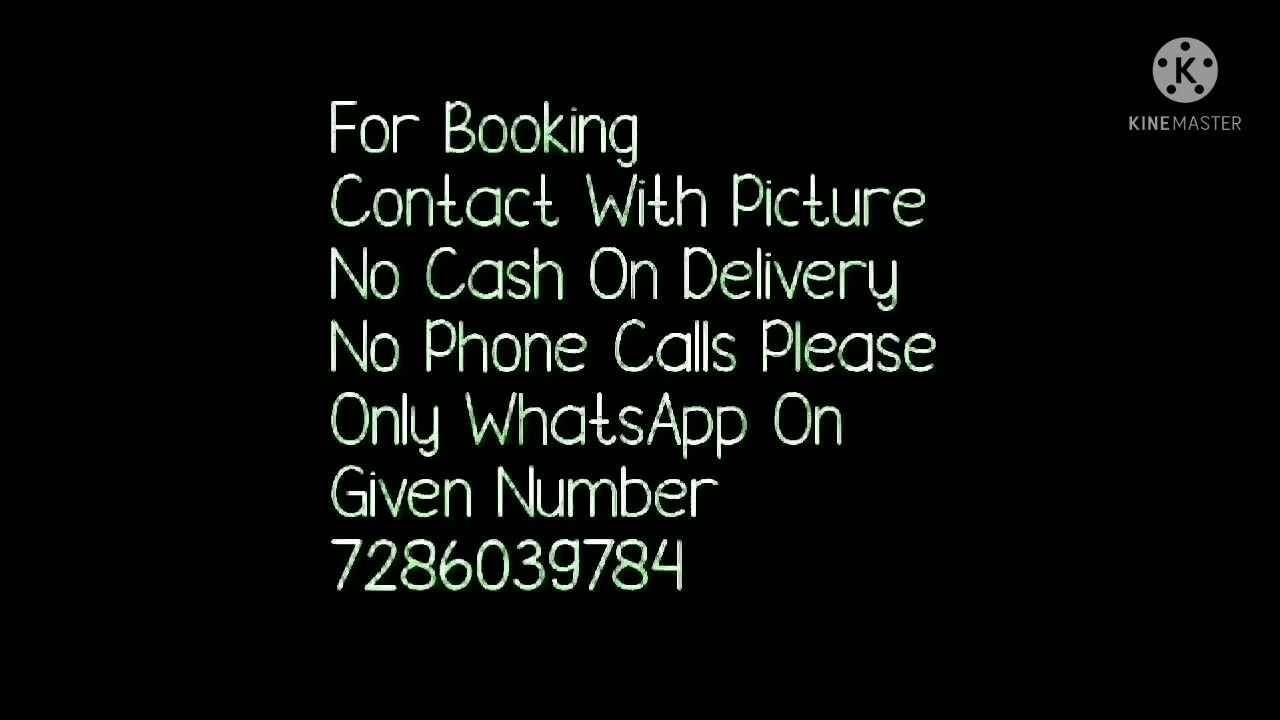 For Booking
Contact With Picture
No Cash On Delivery
No Phone Calls Please
Only WhatsApp On
Given Number
7286039784
K
KINEMASTER